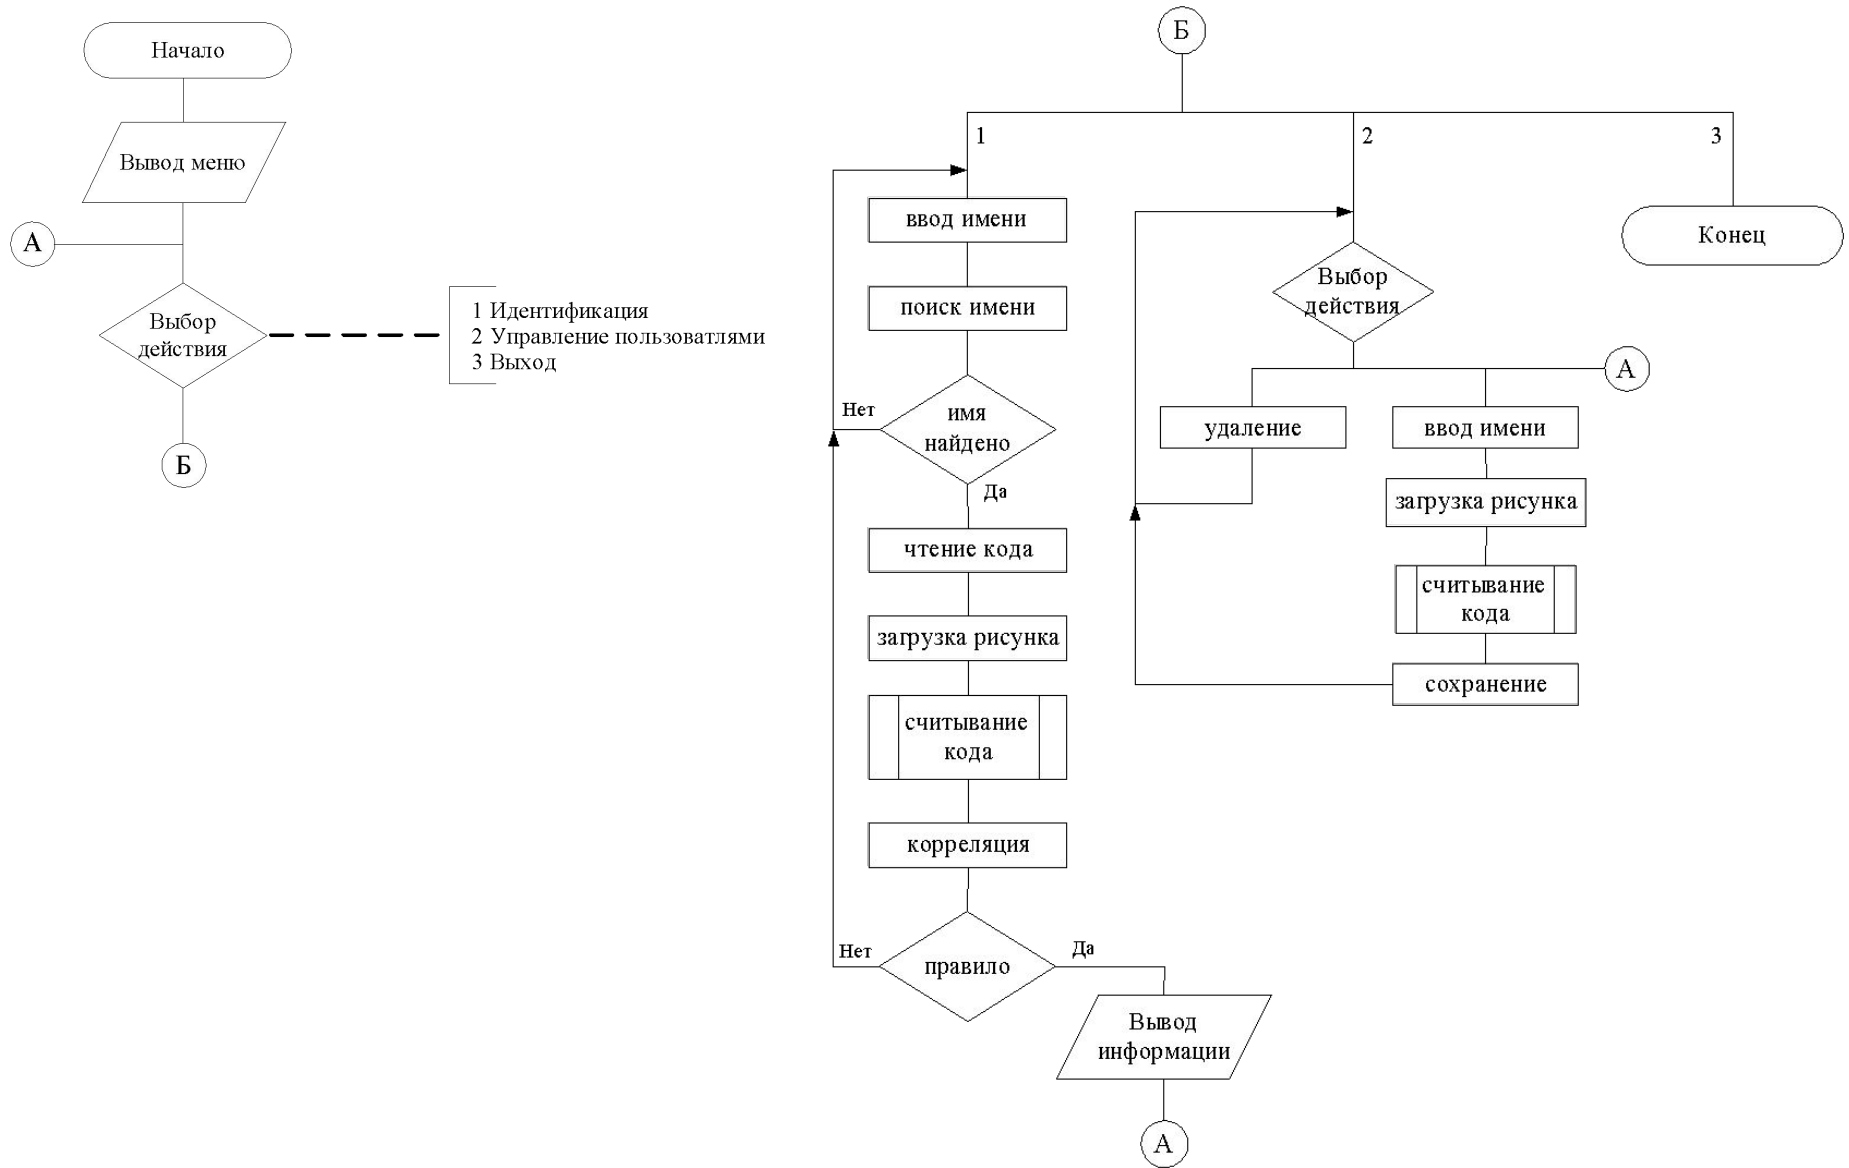 Начало
Вывод меню
А
Выбор
действия
1 Идентификация
2 Управление пользоватлями
3 Выход
Б
Б
1
2
3
ввод имени
поиск имени
имя
найдено
Нет
Да
чтение кода
загрузка рисунка
считывание
кода
корреляция
правило
Нет
Да
Вывод
информации
А
Выбор
действия
А
удаление
ввод имени
загрузка рисунка
считывание
кода
сохранение
Конец